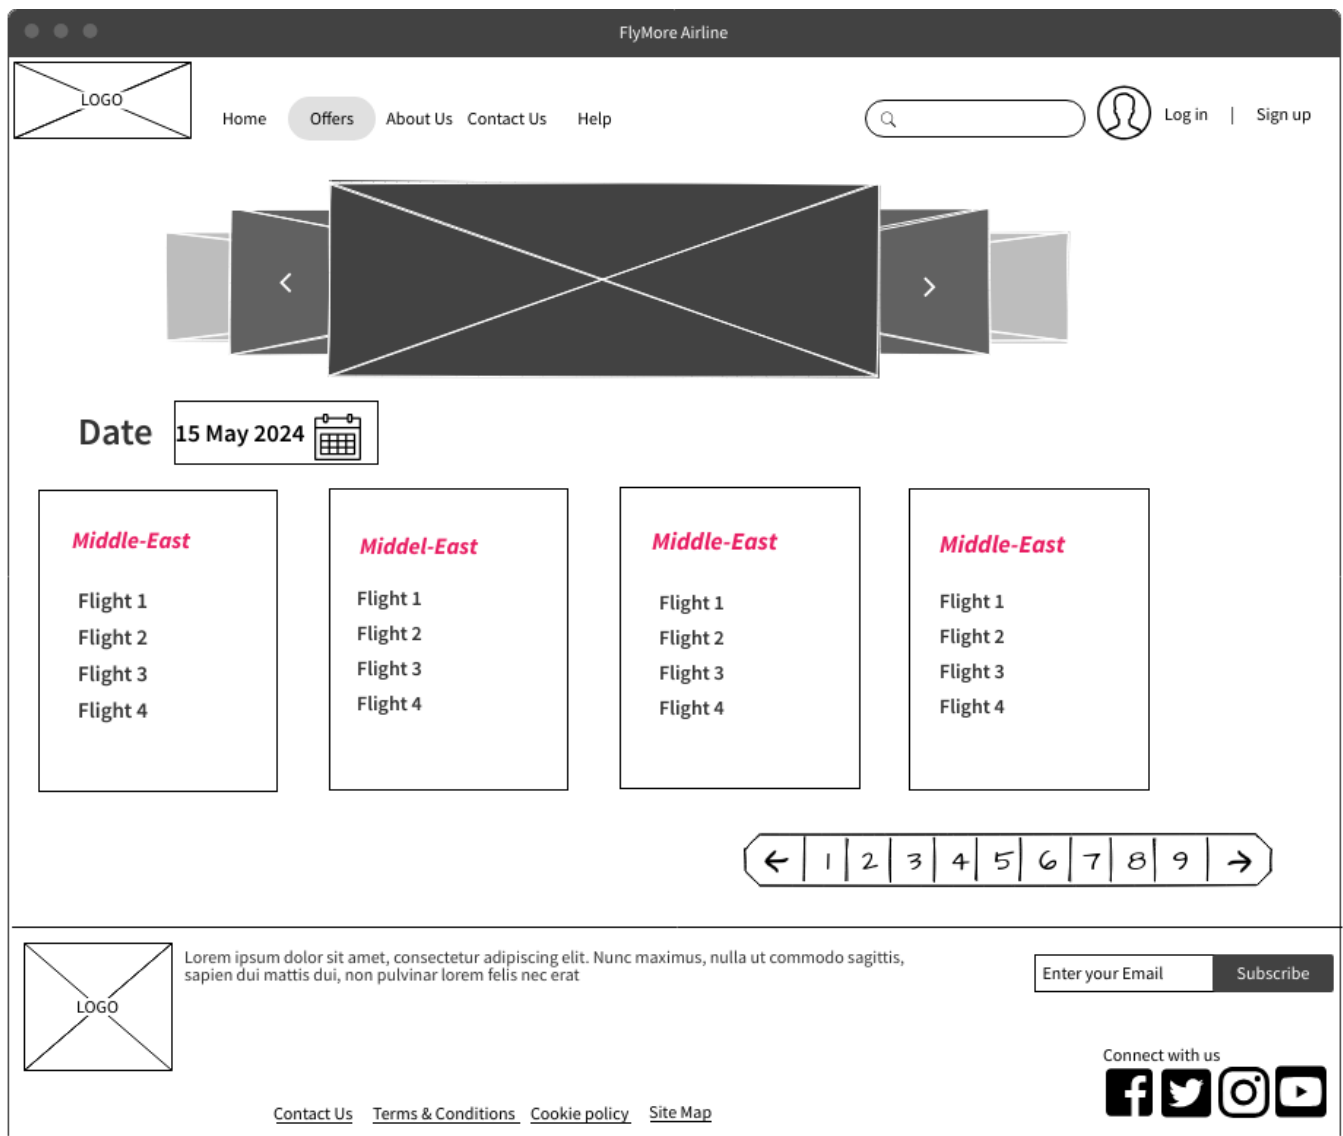 FlyMore Airline
LOGO
Home Offers About Us Contact Us Help
Log in | Sign up
Date 15 May 2024
Middle-East
Flight 1
Flight 2
Flight 3
Flight 4
Middel-East
Flight 1
Flight 2
Flight 3
Flight 4
Middle-East
Flight 1
Flight 2
Flight 3
Flight 4
Middle-East
Flight 1
Flight 2
Flight 3
Flight 4
1 2 3 4 5 6 7 8 9
LOGO
Lorem ipsum dolor sit amet, consectetur adipiscing elit. Nunc maximus, nulla ut commodo sagittis,
sapien dui mattis dui, non pulvinar lorem felis nec erat
Enter your Email Subscribe
Connect with us
Contact Us Terms & Conditions Cookie policy Site Map